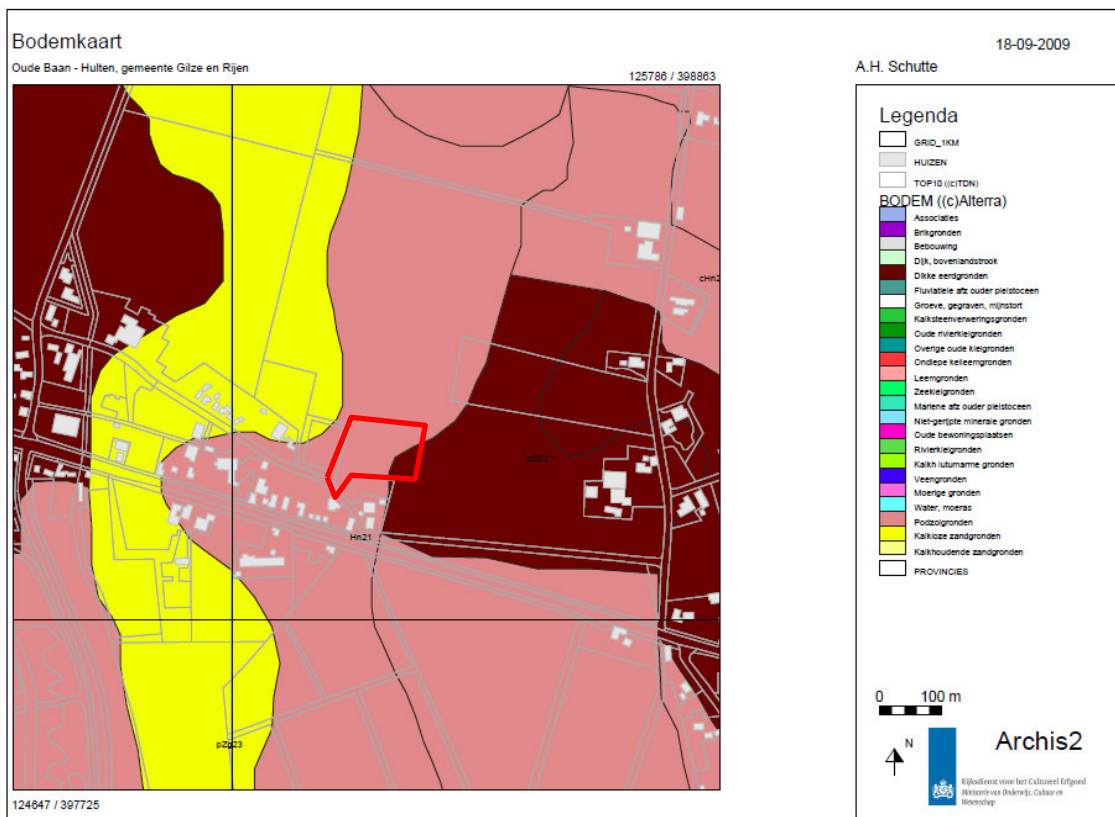 Bodemkaart
Oude Baan - Hulten, gemeente Gilze en Rijen
125786 / 398863
18-09-2009
A.H. Schutte
cHn2
zEZ21
Hn21
pZg23
124647 / 397725
Legenda
GRID_1KM
HUIZEN
TOP10 ((c)TDN)
BODEM ((c)Alterra)
Associaties
Brikgronden
Bebouwing
Dijk, bovenlandstrook
Dikke eerdgronden
Fluviatiele afz ouder pleistoceen
Groeve, gegraven, mijnstort
Kalksteenverweringsgronden
Oude rivierkleigronden
Overige oude kleigronden
Ondiepe keileemgronden
Leemgronden
Zeekleigronden
Mariene afz ouder pleistoceen
Niet-gerijpte minerale gronden
Oude bewoningsplaatsen
Rivierkleigronden
Kalkh lutumarme gronden
Veengronden
Moerige gronden
Water, moeras
Podzolgronden
Kalkloze zandgronden
Kalkhoudende zandgronden
PROVINCIES
0 100 m
N
Archis2
Rijksdienst voor het Cultureel Erfgoed
Ministerie van Onderwijs, Cultuur en
Wetenschap